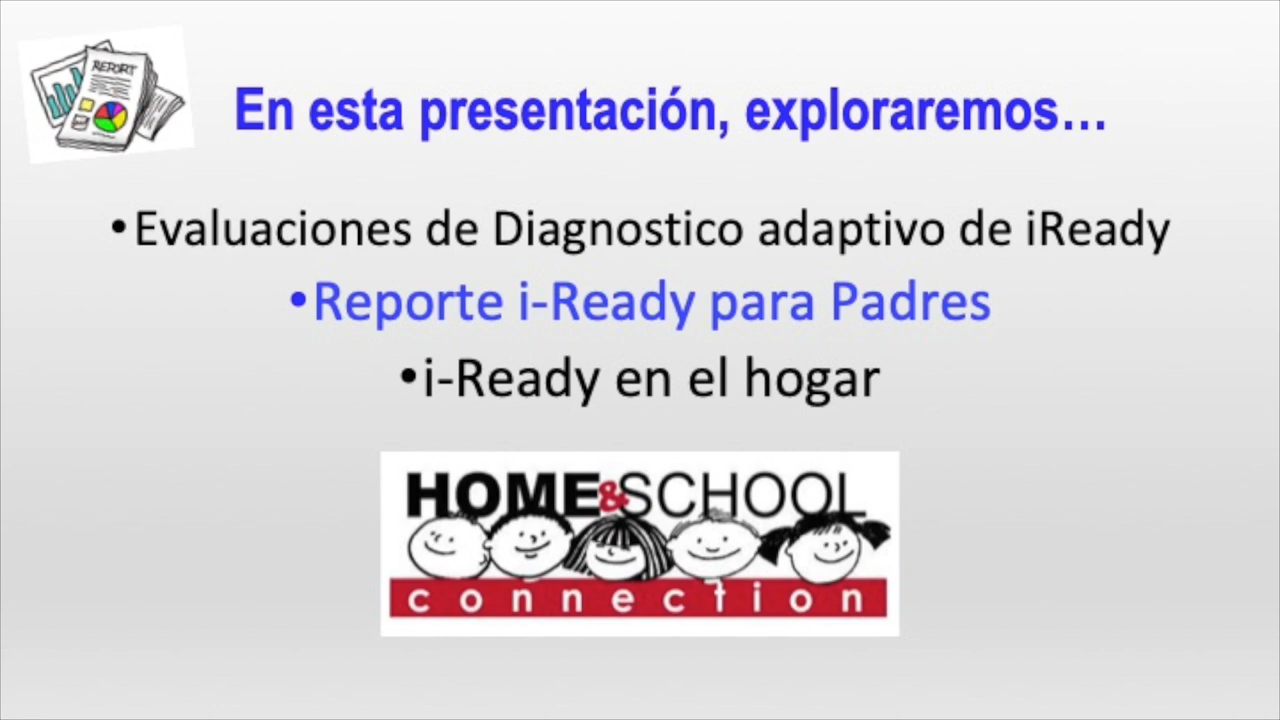 REPORT
En esta presentación, exploraremos...
•Evaluaciones de Diagnostico adaptivo de iReady
•Reporte i-Ready para Padres
•i-Ready en el hogar
HOME&SCHOOL
connection